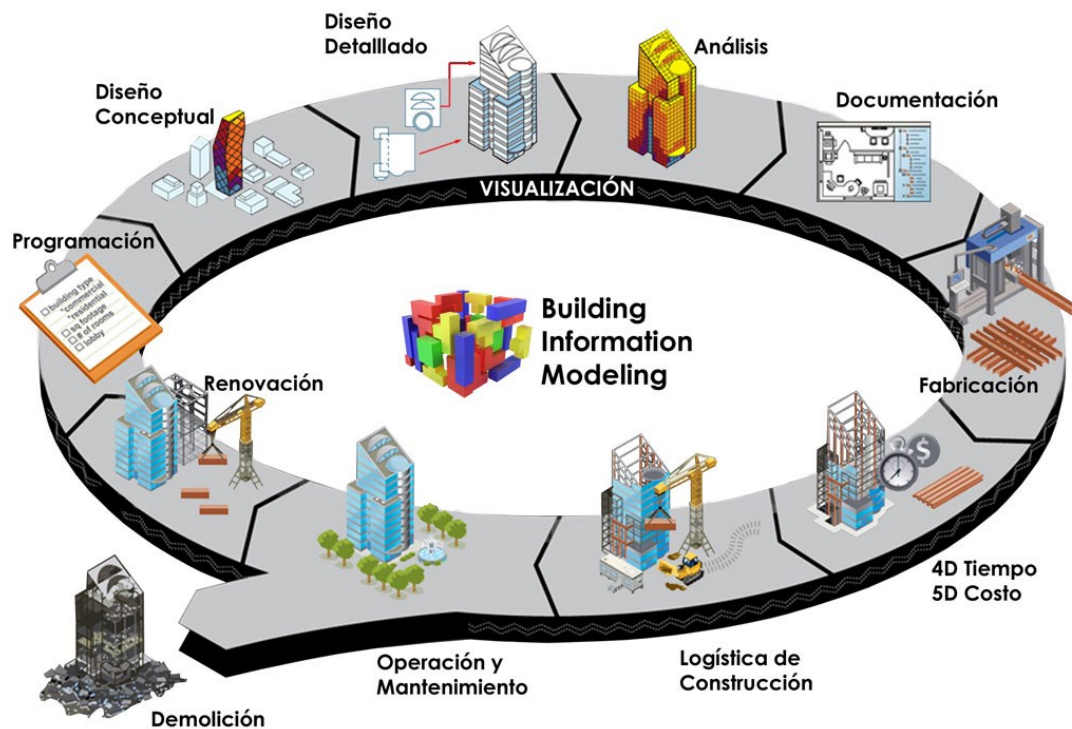 Diseño
Detalllado
Análisis
Diseño
Conceptual
Documentación
VISUALIZACIÓN
Programación
building type
*commercial
*residential
sq footage
# of rooms
lobby
Building
Information
Modeling
Renovación
Fabricación
$
4D Tiempo
5D Costo
Operación y
Mantenimiento
Logística de
Construcción
Demolición